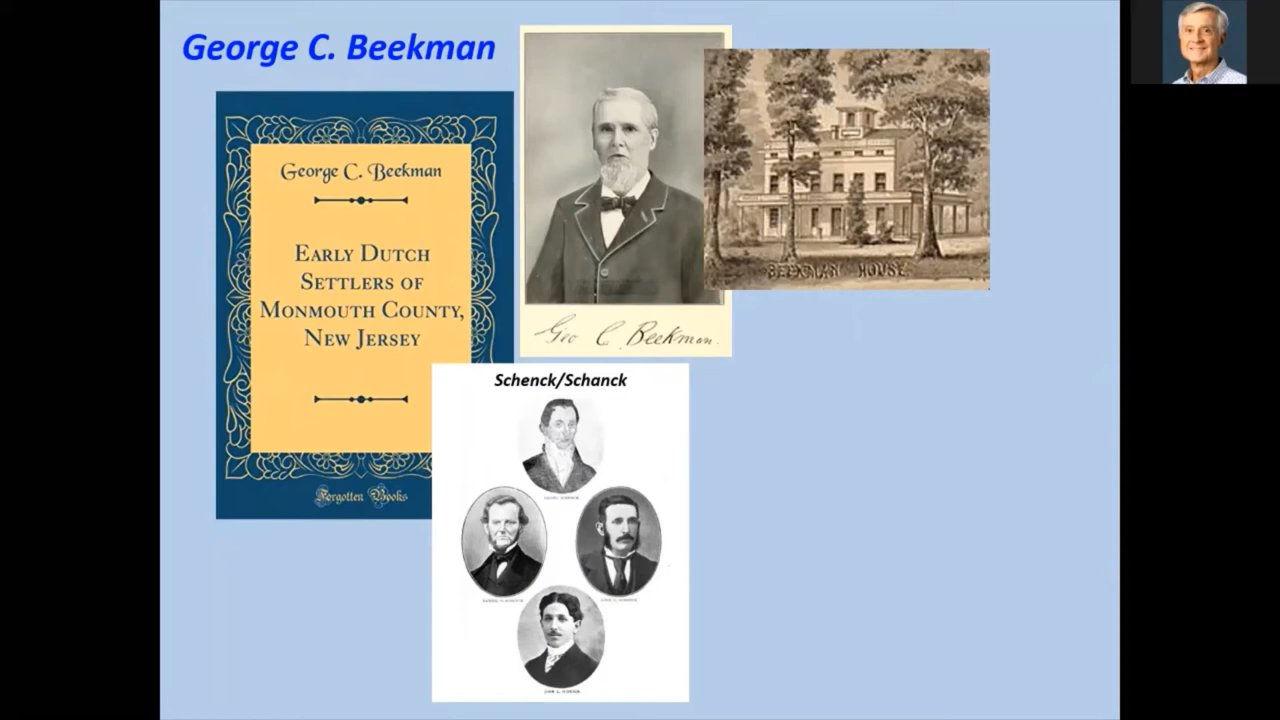 George C. Beekman
George C. Beekman
EARLY DUTCH
SETTLERS OF
MONMOUTH COUNTY,
NEW JERSEY
Forgotten Books
Geo C. Beekman.
BEEKMAN HOUSE
Schenck/Schanck